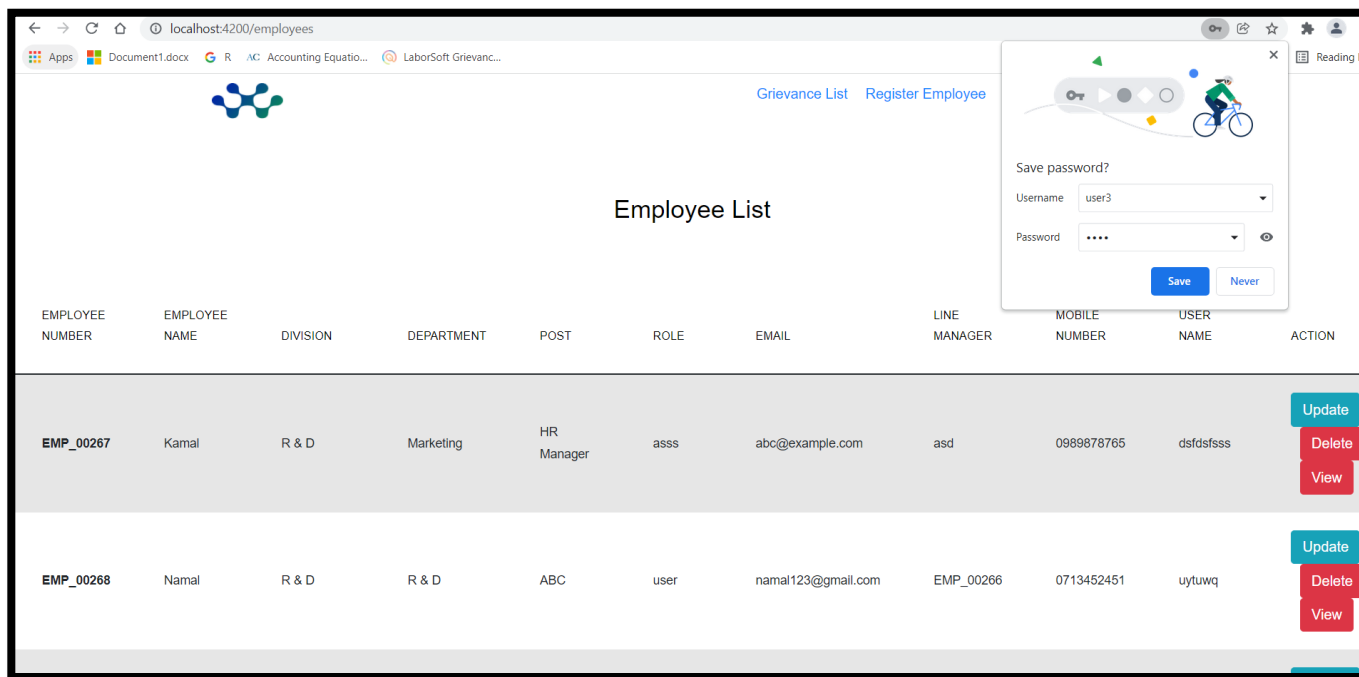 localhost:4200/employees
Apps Document1.docx G R AC Accounting Equatio... LaborSoft Grievanc... Reading
Grievance List Register Employee
Save password?
Username user3
Password ••••
Save Never
Employee List
EMPLOYEE NUMBER EMPLOYEE NAME DIVISION DEPARTMENT POST ROLE EMAIL LINE MANAGER MOBILE NUMBER USER NAME ACTION
EMP_00267 Kamal R & D Marketing HR Manager asss abc@example.com asd 0989878765 dsfdsfsss Update Delete View
EMP_00268 Namal R & D R & D ABC user namal123@gmail.com EMP_00266 0713452451 uytuwq Update Delete View